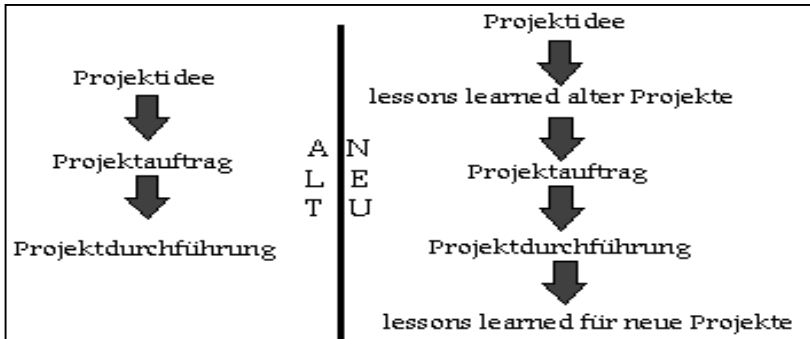 Projektidee
Projektauftrag
Projektdurchführung
A N
L E
T U
Projektidee
lessons learned alter Projekte
Projektauftrag
Projektdurchführung
lessons learned für neue Projekte